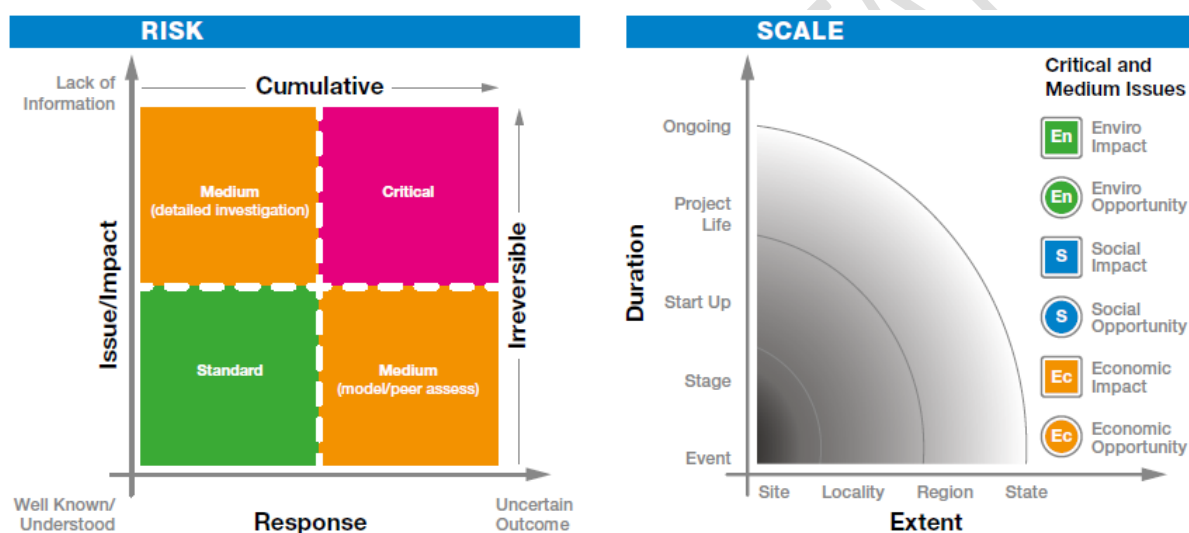 RISK
Lack of
Information
Cumulative
Medium
(detailed investigation)
Critical
Issue/Impact
Irreversible
Standard
Medium
(model/peer assess)
Well Known/
Understood
Response
Uncertain
Outcome
SCALE
Critical and
Medium Issues
Ongoing
Project
Life
Duration
Start Up
Stage
Event
Site
Locality
Region
State
Extent
En
Enviro
Impact
En
Enviro
Opportunity
S
Social
Impact
S
Social
Opportunity
Ec
Economic
Impact
Ec
Economic
Opportunity